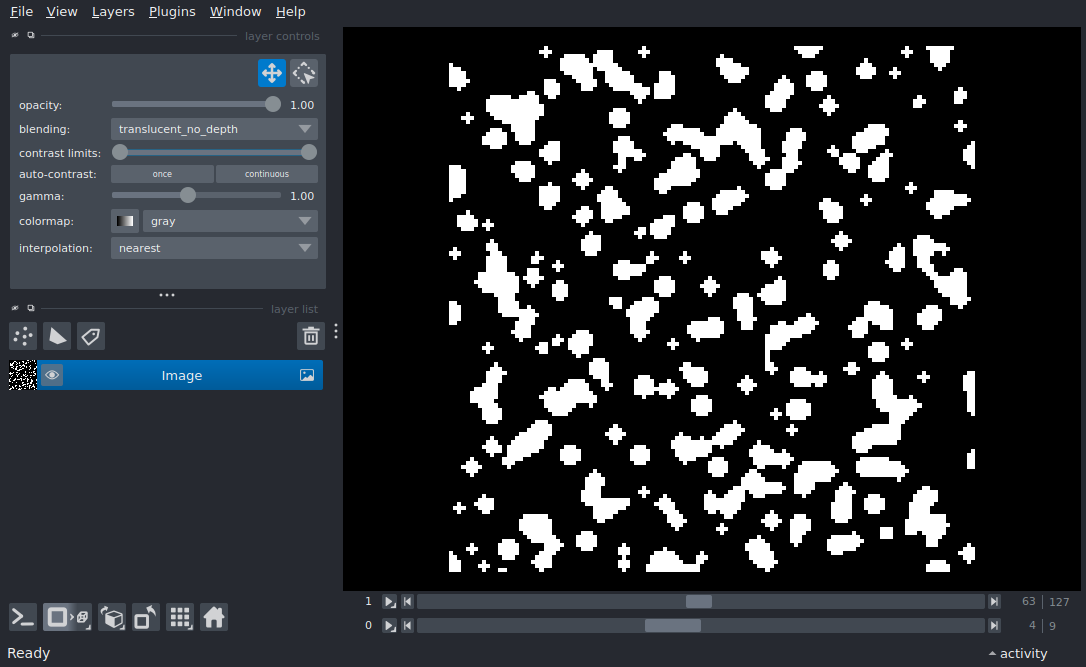 File View Layers Plugins Window Help
layer controls
opacity: 1.00
blending: translucent_no_depth
contrast limits:
auto-contrast: once continuous
gamma: 1.00
colormap: gray
interpolation: nearest
layer list
Image
1 63 127
0 4 9
Ready activity